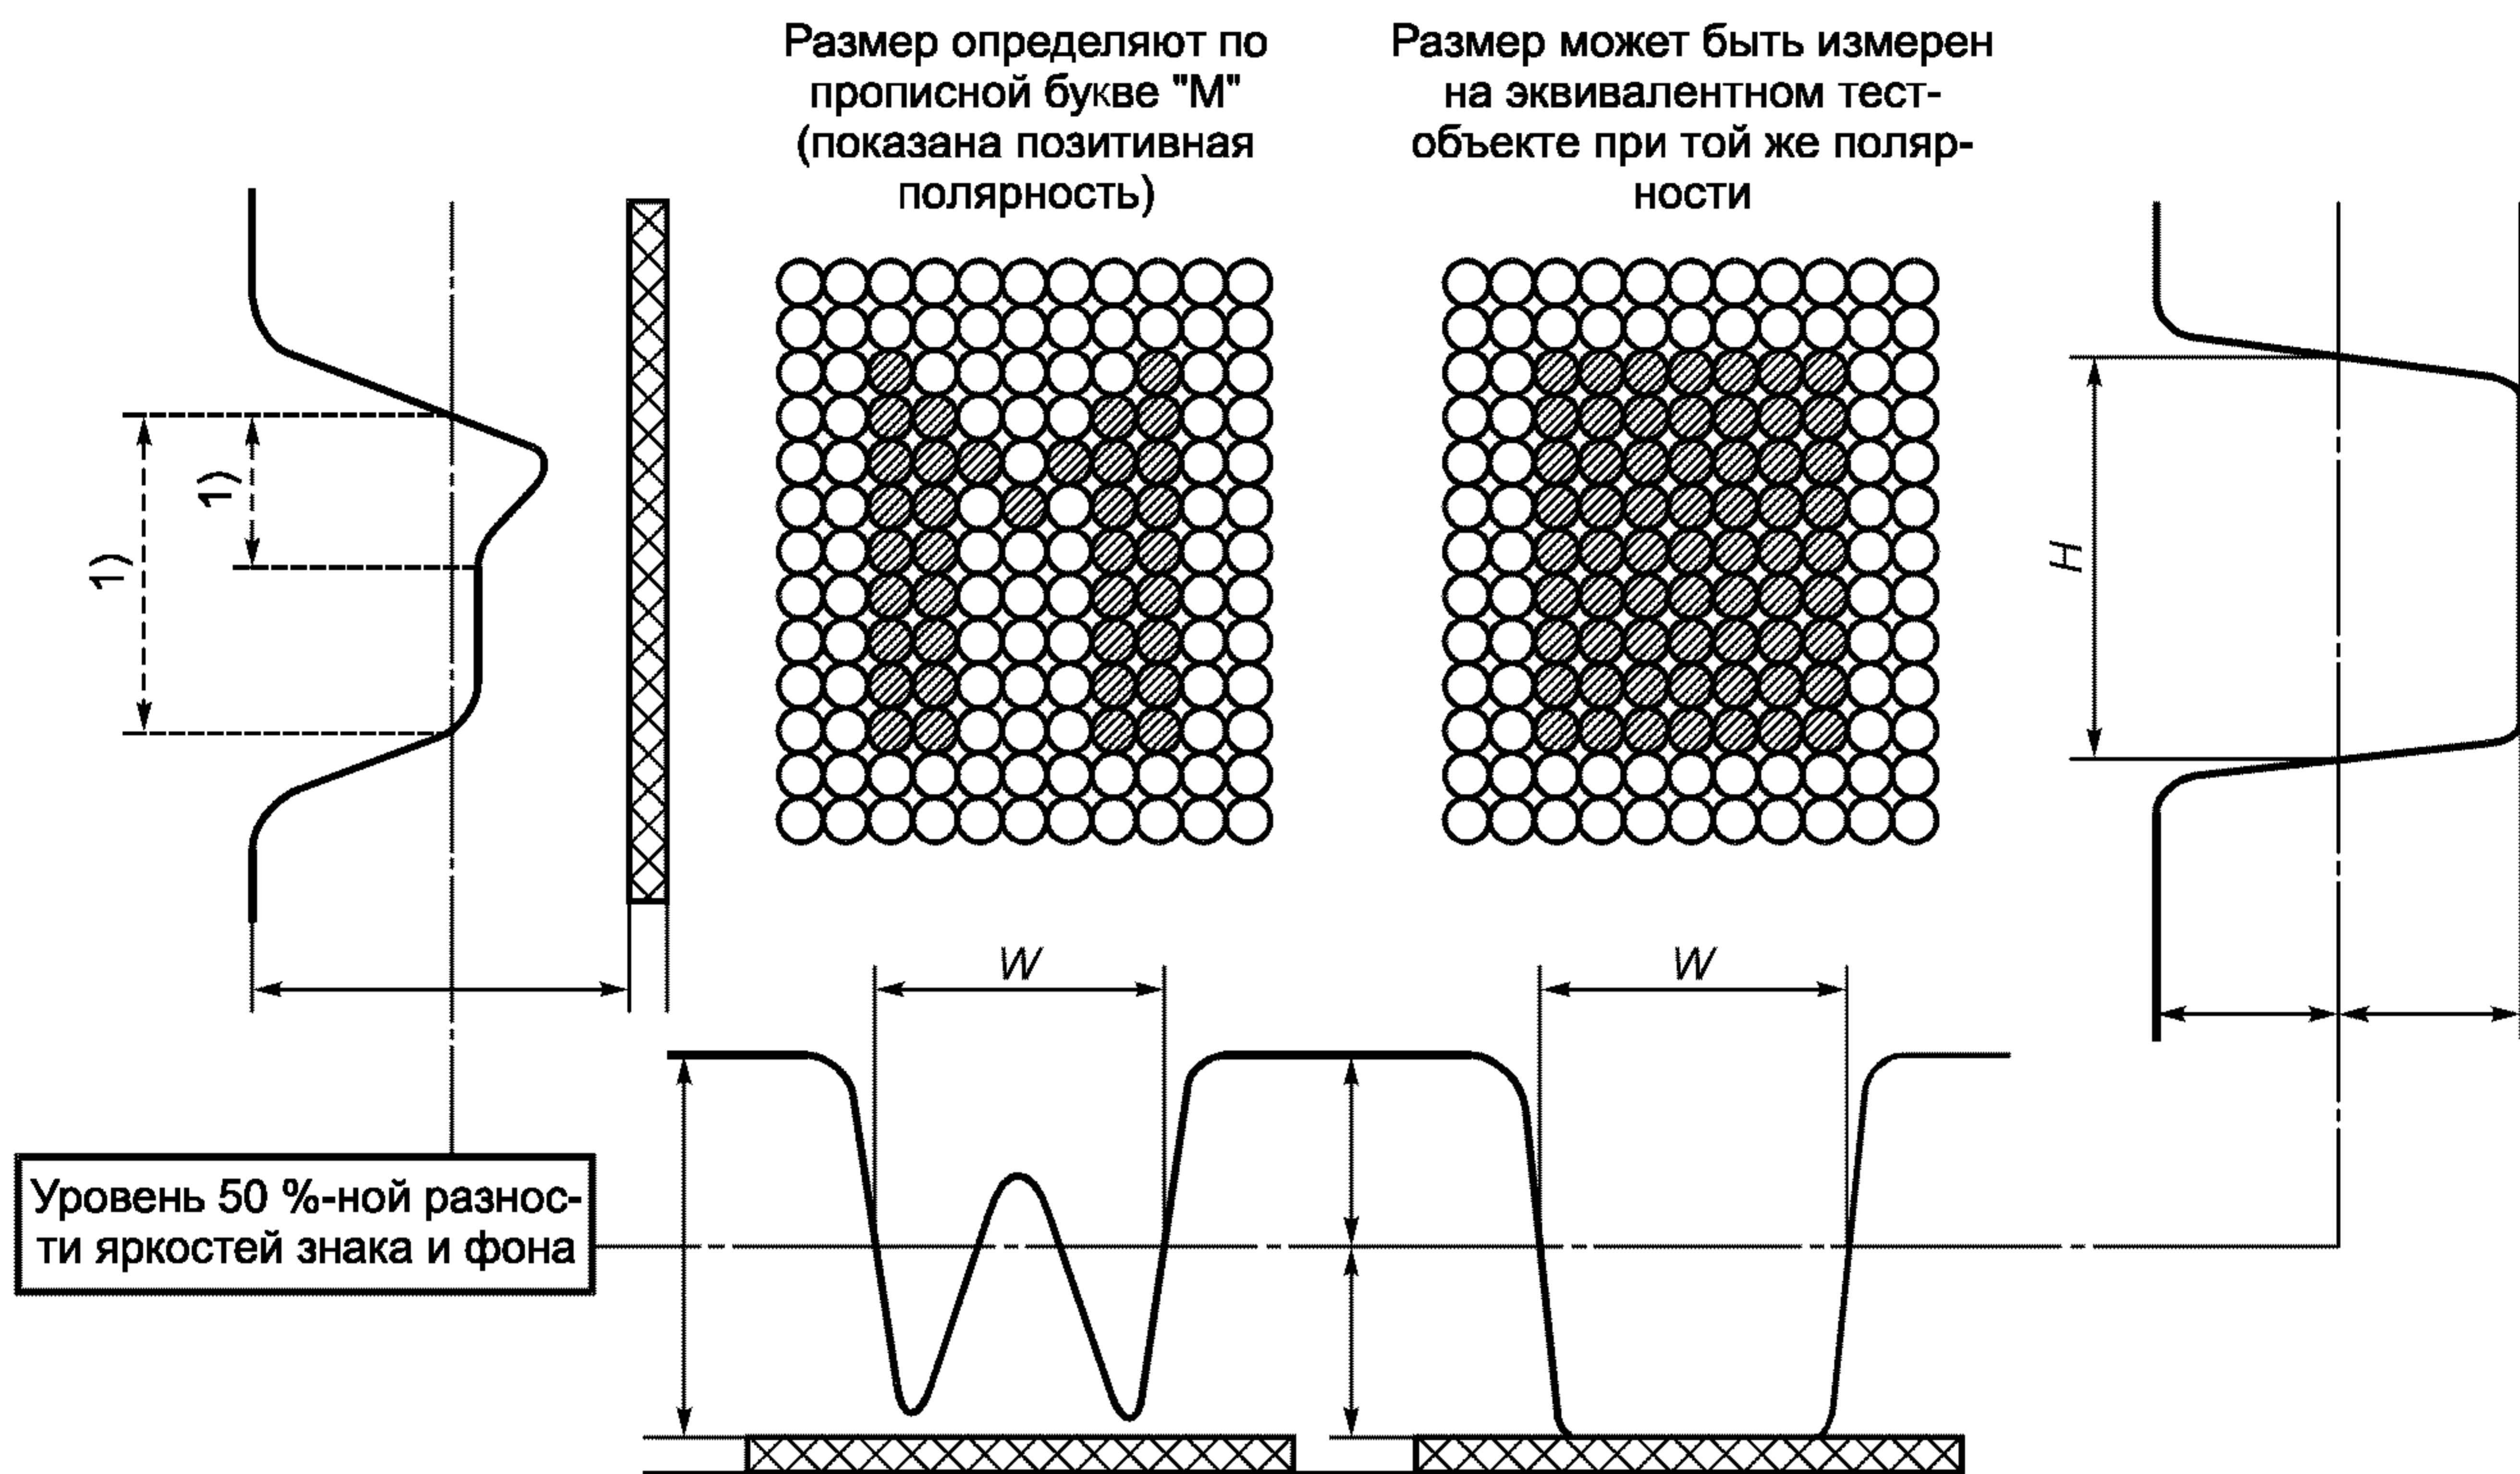 Размер определяют по
прописной букве "М"
(показана позитивная
полярность)
Размер может быть измерен
на эквивалентном тест-
объекте при той же поляр-
ности
1)
1)
H
W
W
Уровень 50 %-ной разнос-
ти яркостей знака и фона